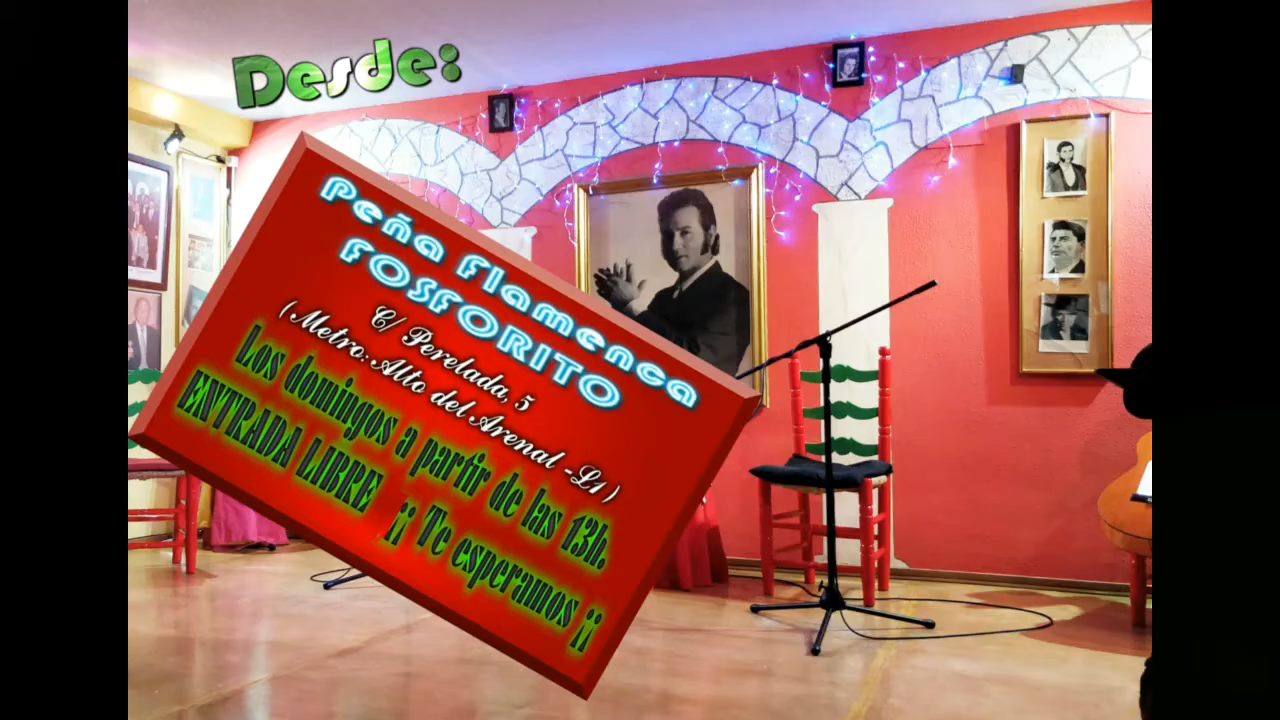 Desde:
Peña Flamenca
FOSFORITO
C/ Perelada, 5
(Metro: Alto del Arenal -L1)
Los domingos a partir de las 13h.
ENTRADA LIBRE ¡¡ Te esperamos ¡¡